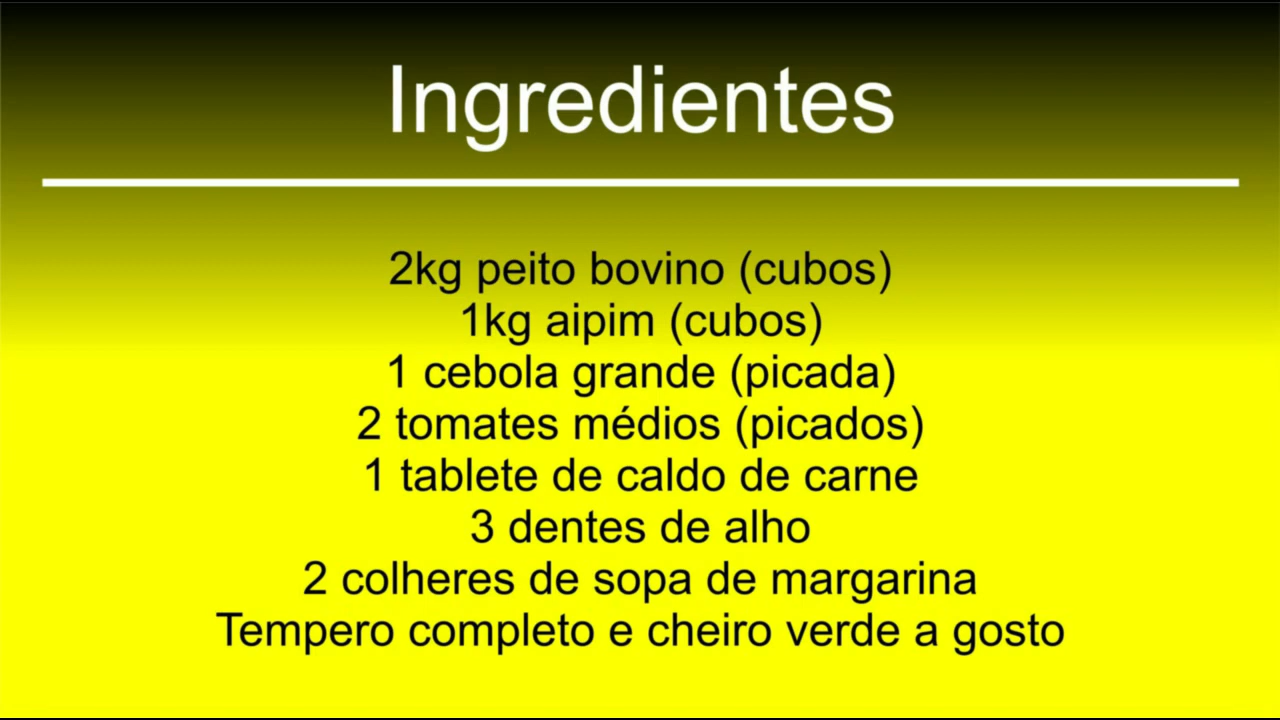 Ingredientes
2kg peito bovino (cubos)
1kg aipim (cubos)
1 cebola grande (picada)
2 tomates médios (picados)
1 tablete de caldo de carne
3 dentes de alho
2 colheres de sopa de margarina
Tempero completo e cheiro verde a gosto